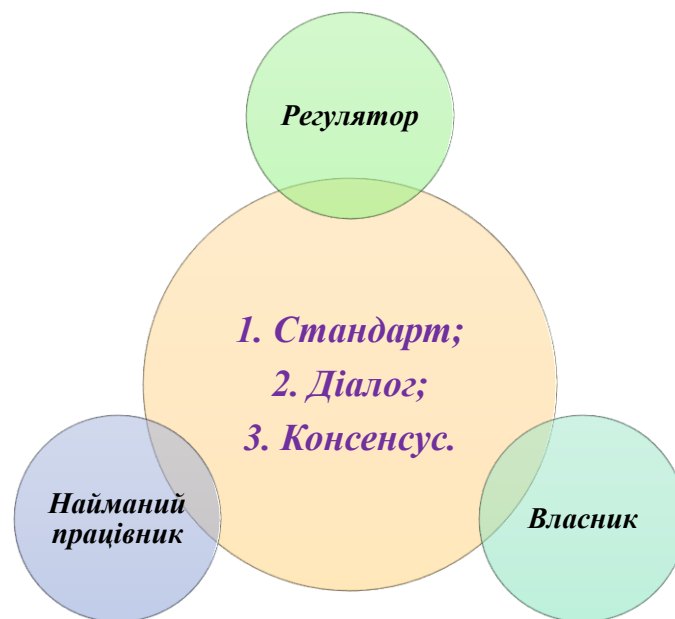 Регулятор
1. Стандарт;
2. Діалог;
3. Консенсус.
Найманий
працівник
Власник